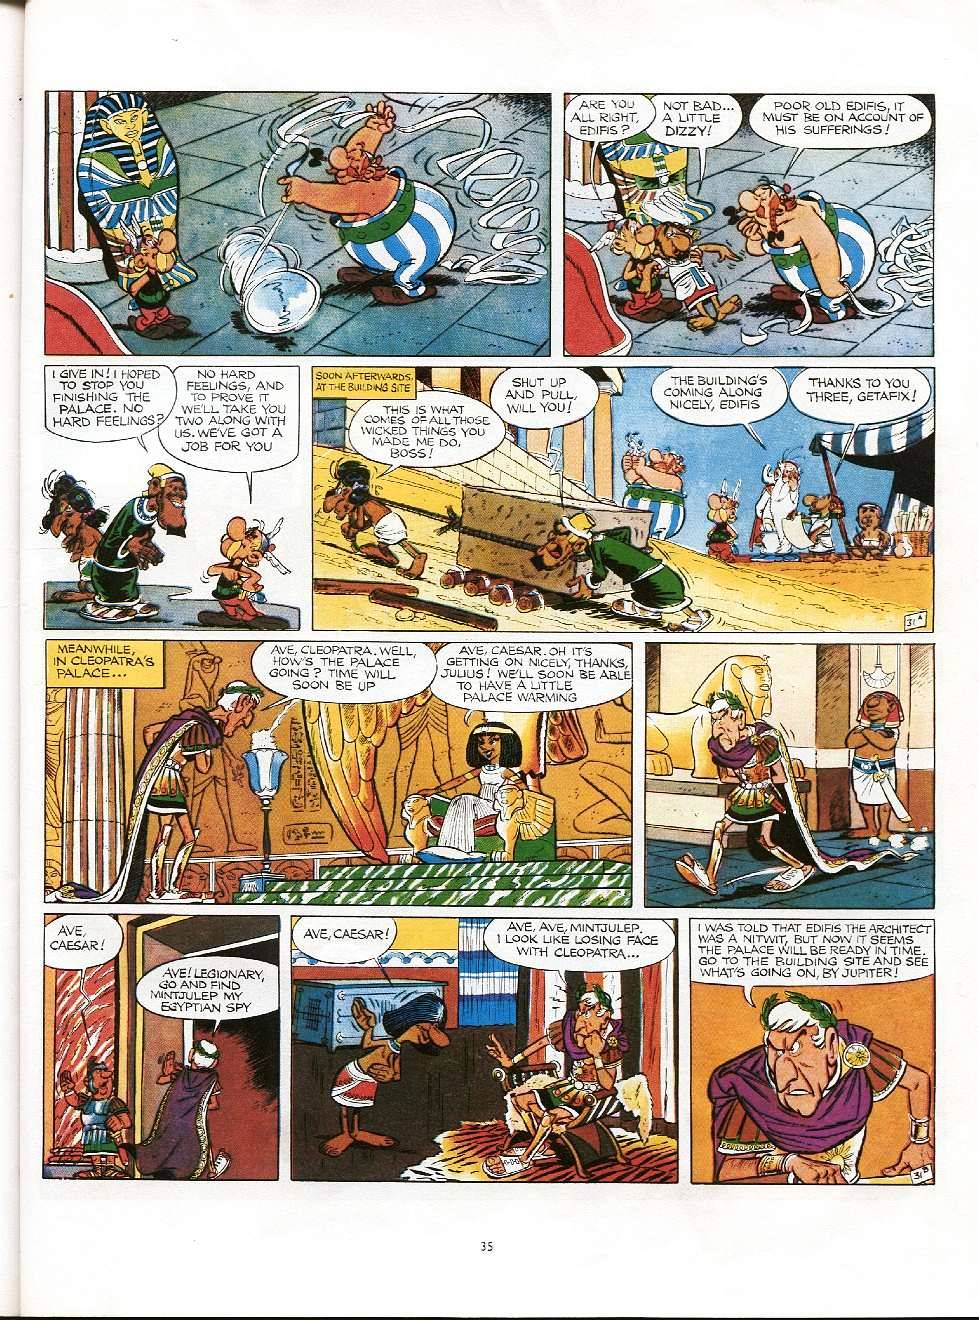 ARE YOU
ALL RIGHT,
EDIFIS?
NOT BAD...
A LITTLE
DIZZY!
POOR OLD EDIFIS, IT
MUST BE ON ACCOUNT OF
HIS SUFFERINGS!
I GIVE IN! I HOPED
TO STOP YOU
FINISHING THE
PALACE. NO
HARD FEELINGS?
NO HARD
FEELINGS, AND
TO PROVE IT
WE'LL TAKE YOU
TWO ALONG WITH
US. WE'VE GOT A
JOB FOR YOU
SOON AFTERWARDS,
AT THE BUILDING SITE
THIS IS WHAT
COMES OF ALL THOSE
WICKED THINGS YOU
MADE ME DO,
BOSS!
SHUT UP
AND PULL,
WILL YOU!
THE BUILDING'S
COMING ALONG
NICELY, EDIFIS
THANKS TO YOU
THREE, GETAFIX!
31A
MEANWHILE,
IN CLEOPATRA'S
PALACE...
AVE, CLEOPATRA. WELL,
HOW'S THE PALACE
GOING? TIME WILL
SOON BE UP
AVE, CAESAR. OH IT'S
GETTING ON NICELY, THANKS,
JULIUS! WE'LL SOON BE ABLE
TO HAVE A LITTLE
PALACE WARMING
AVE,
CAESAR!
AVE! LEGIONARY,
GO AND FIND
MINTJULEP MY
EGYPTIAN SPY
AVE, CAESAR!
AVE, AVE, MINTJULEP.
I LOOK LIKE LOSING FACE
WITH CLEOPATRA...
I WAS TOLD THAT EDIFIS THE ARCHITECT
WAS A NITWIT, BUT NOW IT SEEMS
THE PALACE WILL BE READY IN TIME.
GO TO THE BUILDING SITE AND SEE
WHAT'S GOING ON, BY JUPITER!
31B
35